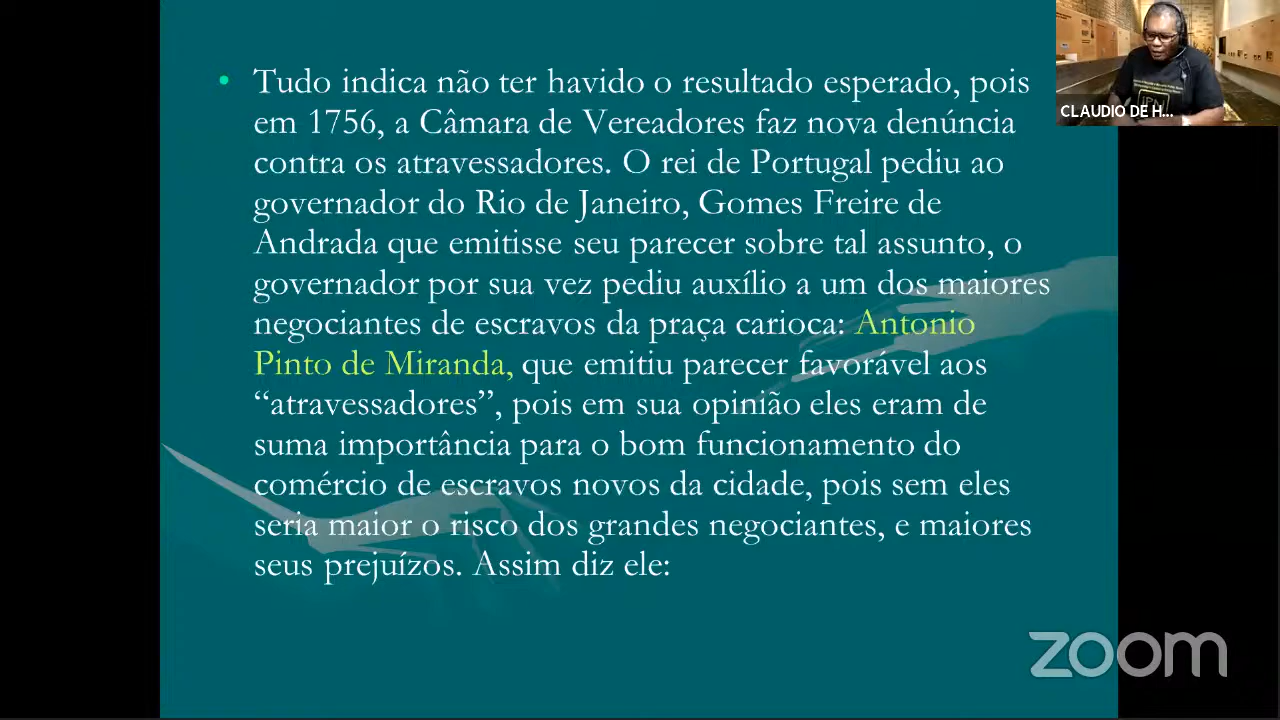 • Tudo indica não ter havido o resultado esperado, pois
em 1756, a Câmara de Vereadores faz nova denúncia
contra os atravessadores. O rei de Portugal pediu ao
governador do Rio de Janeiro, Gomes Freire de
Andrada que emitisse seu parecer sobre tal assunto, o
governador por sua vez pediu auxílio a um dos maiores
negociantes de escravos da praça carioca: Antonio
Pinto de Miranda, que emitiu parecer favorável aos
“atravessadores”, pois em sua opinião eles eram de
suma importância para o bom funcionamento do
comércio de escravos novos da cidade, pois sem eles
seria maior o risco dos grandes negociantes, e maiores
seus prejuízos. Assim diz ele:
CLAUDIO DE H...
zoom